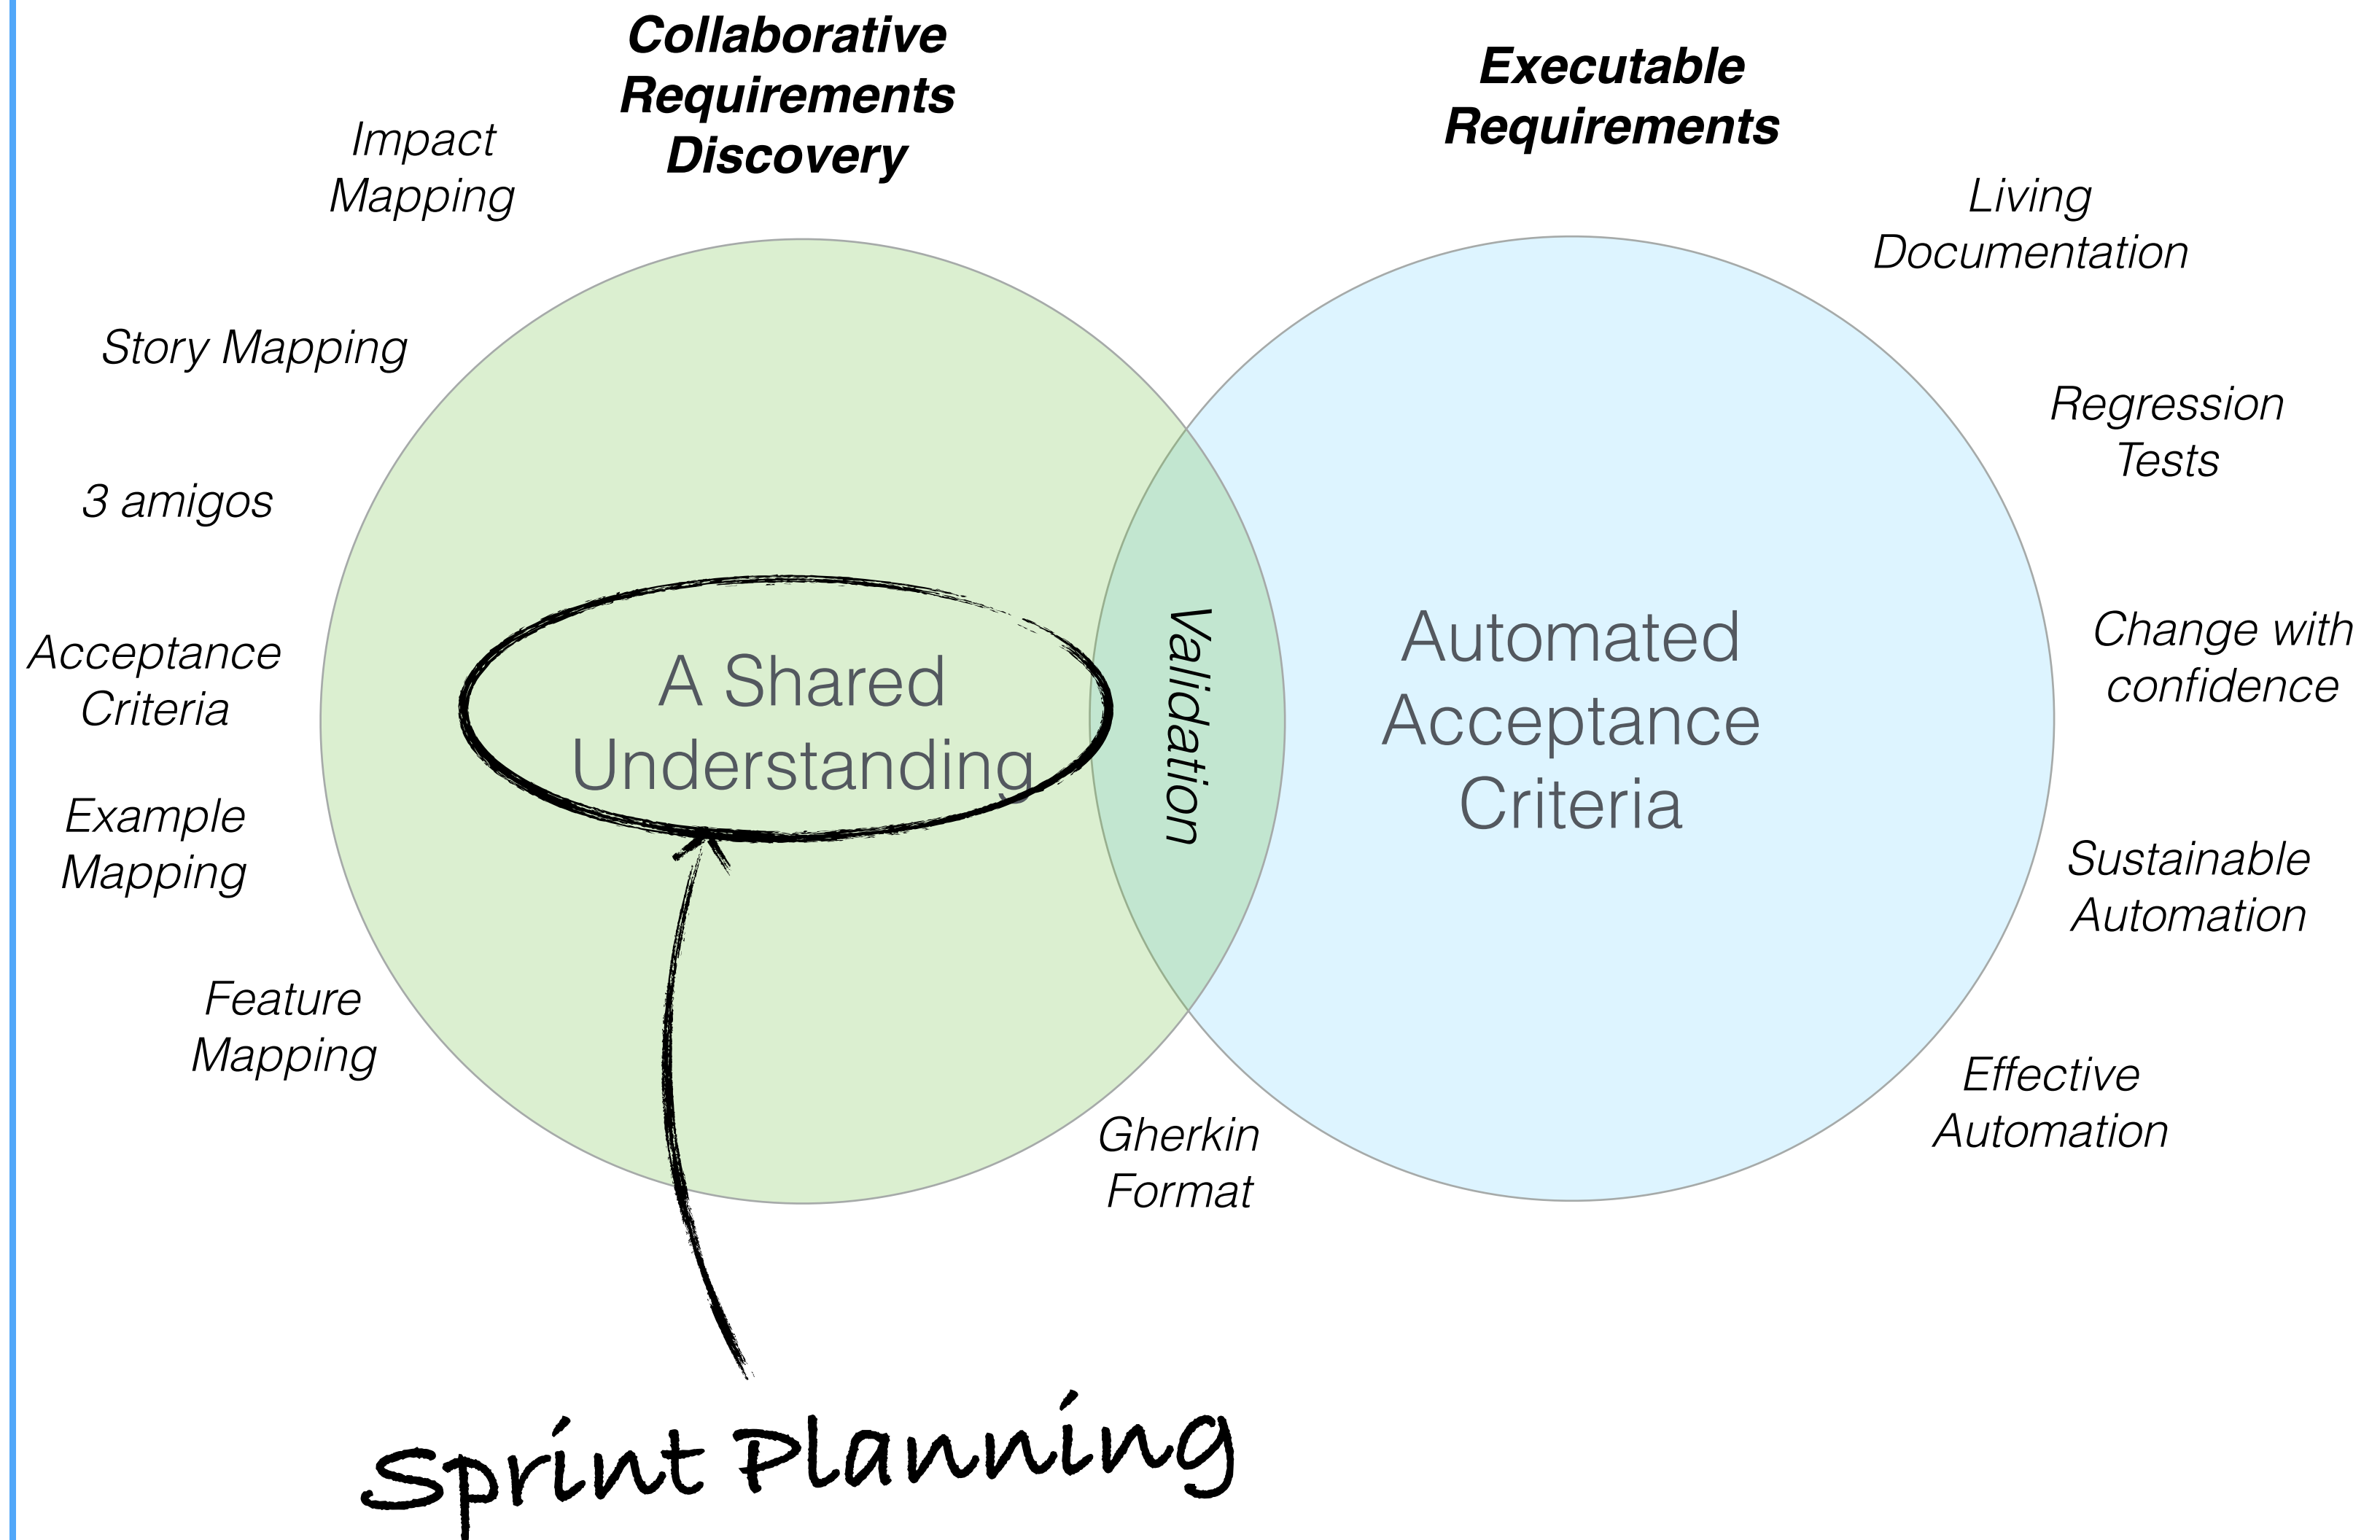 Collaborative
Requirements
Discovery
Executable
Requirements
Impact
Mapping
Story Mapping
3 amigos
Acceptance
Criteria
Example
Mapping
Feature
Mapping
A Shared
Understanding
Validation
Automated
Acceptance
Criteria
Living
Documentation
Regression
Tests
Change with
confidence
Sustainable
Automation
Effective
Automation
Gherkin
Format
Sprint Planning